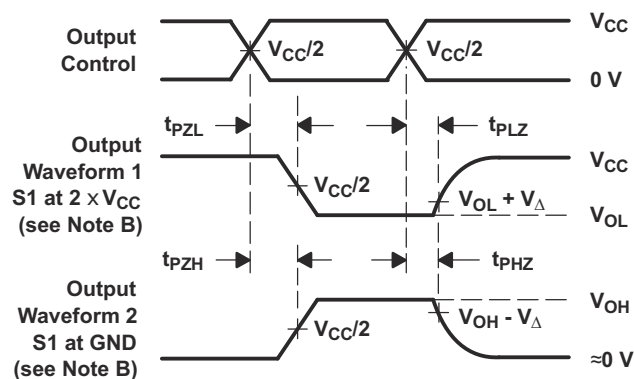 Output
Control
V_CC/2
V_CC/2
V_CC
0 V
t_PZL
t_PLZ
Output
Waveform 1
S1 at 2 x V_CC
(see Note B)
V_CC/2
V_OL + V_Δ
V_CC
V_OL
t_PZH
t_PHZ
Output
Waveform 2
S1 at GND
(see Note B)
V_CC/2
V_OH - V_Δ
V_OH
≈0 V